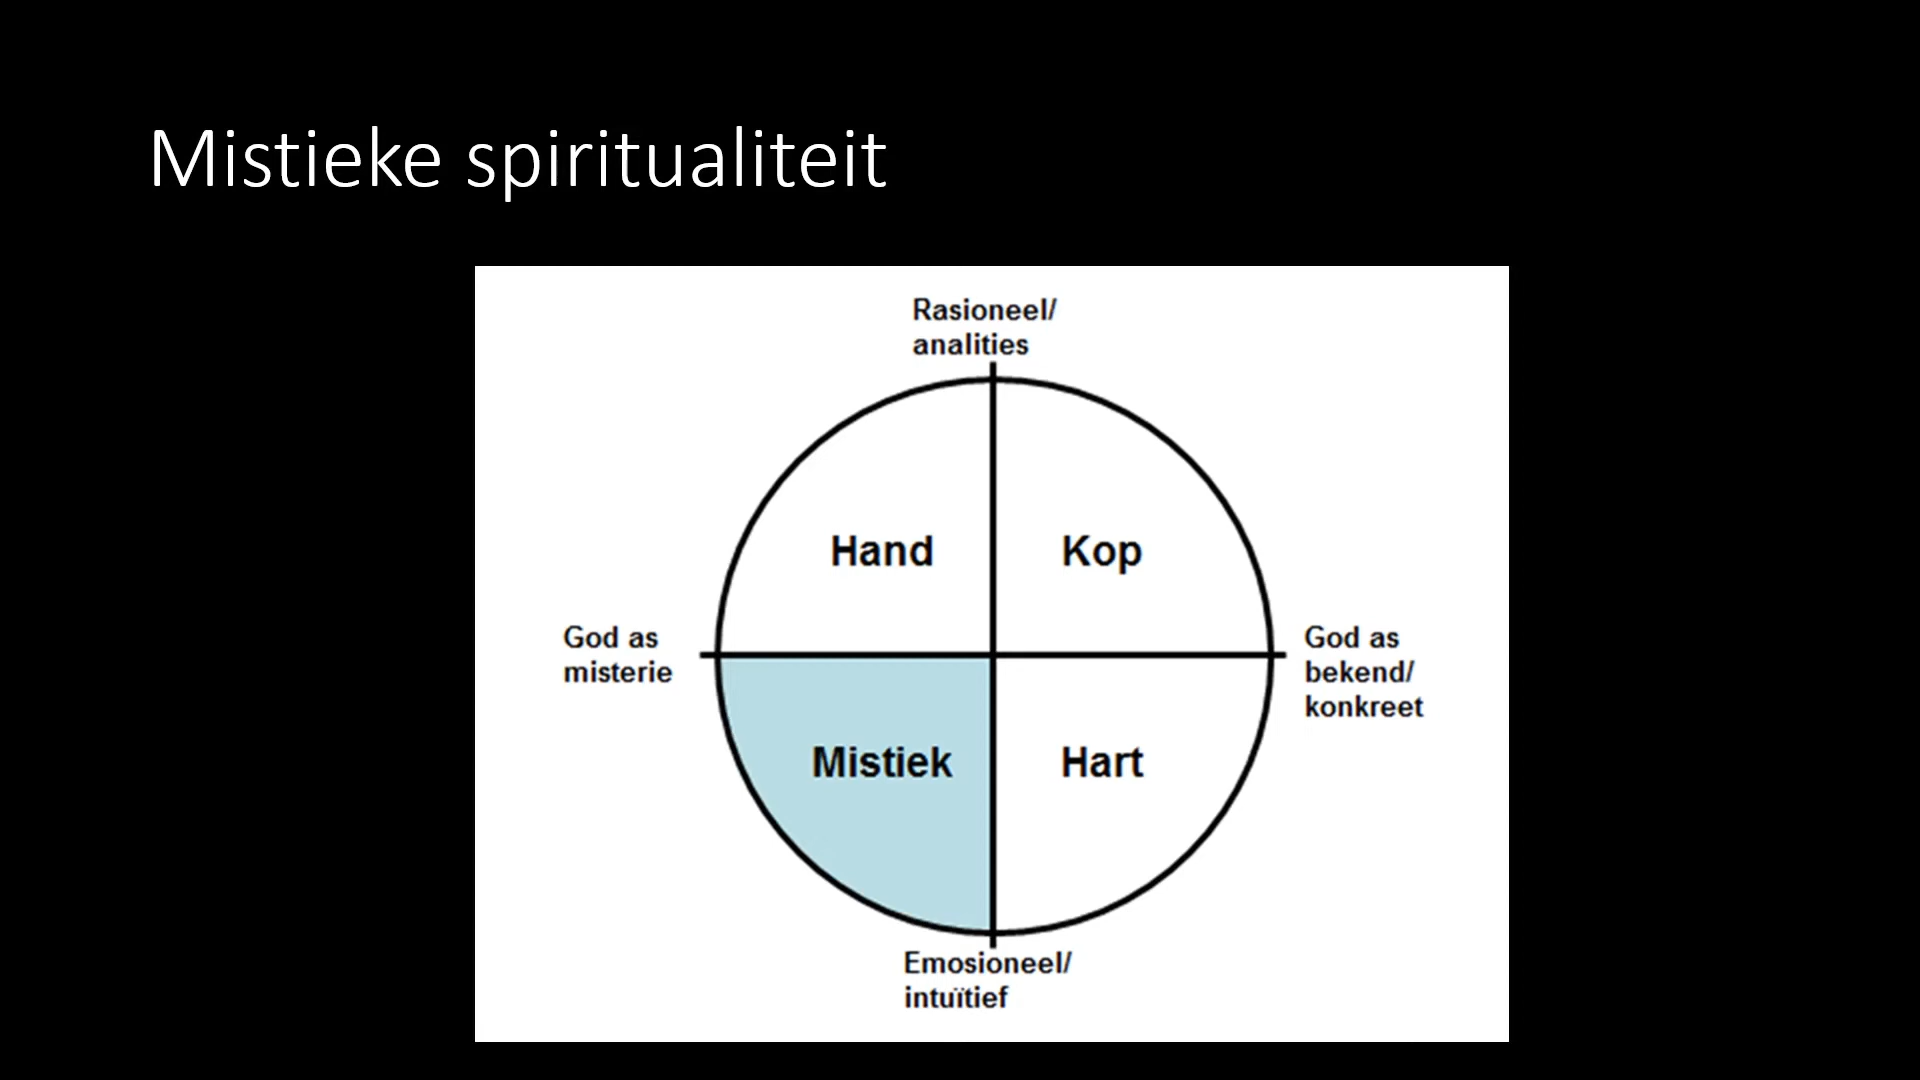 Mistieke spiritualiteit
Rasioneel/
analities
Hand
Kop
God as
misterie
God as
bekend/
konkreet
Mistiek
Hart
Emosioneel/
intuïtief